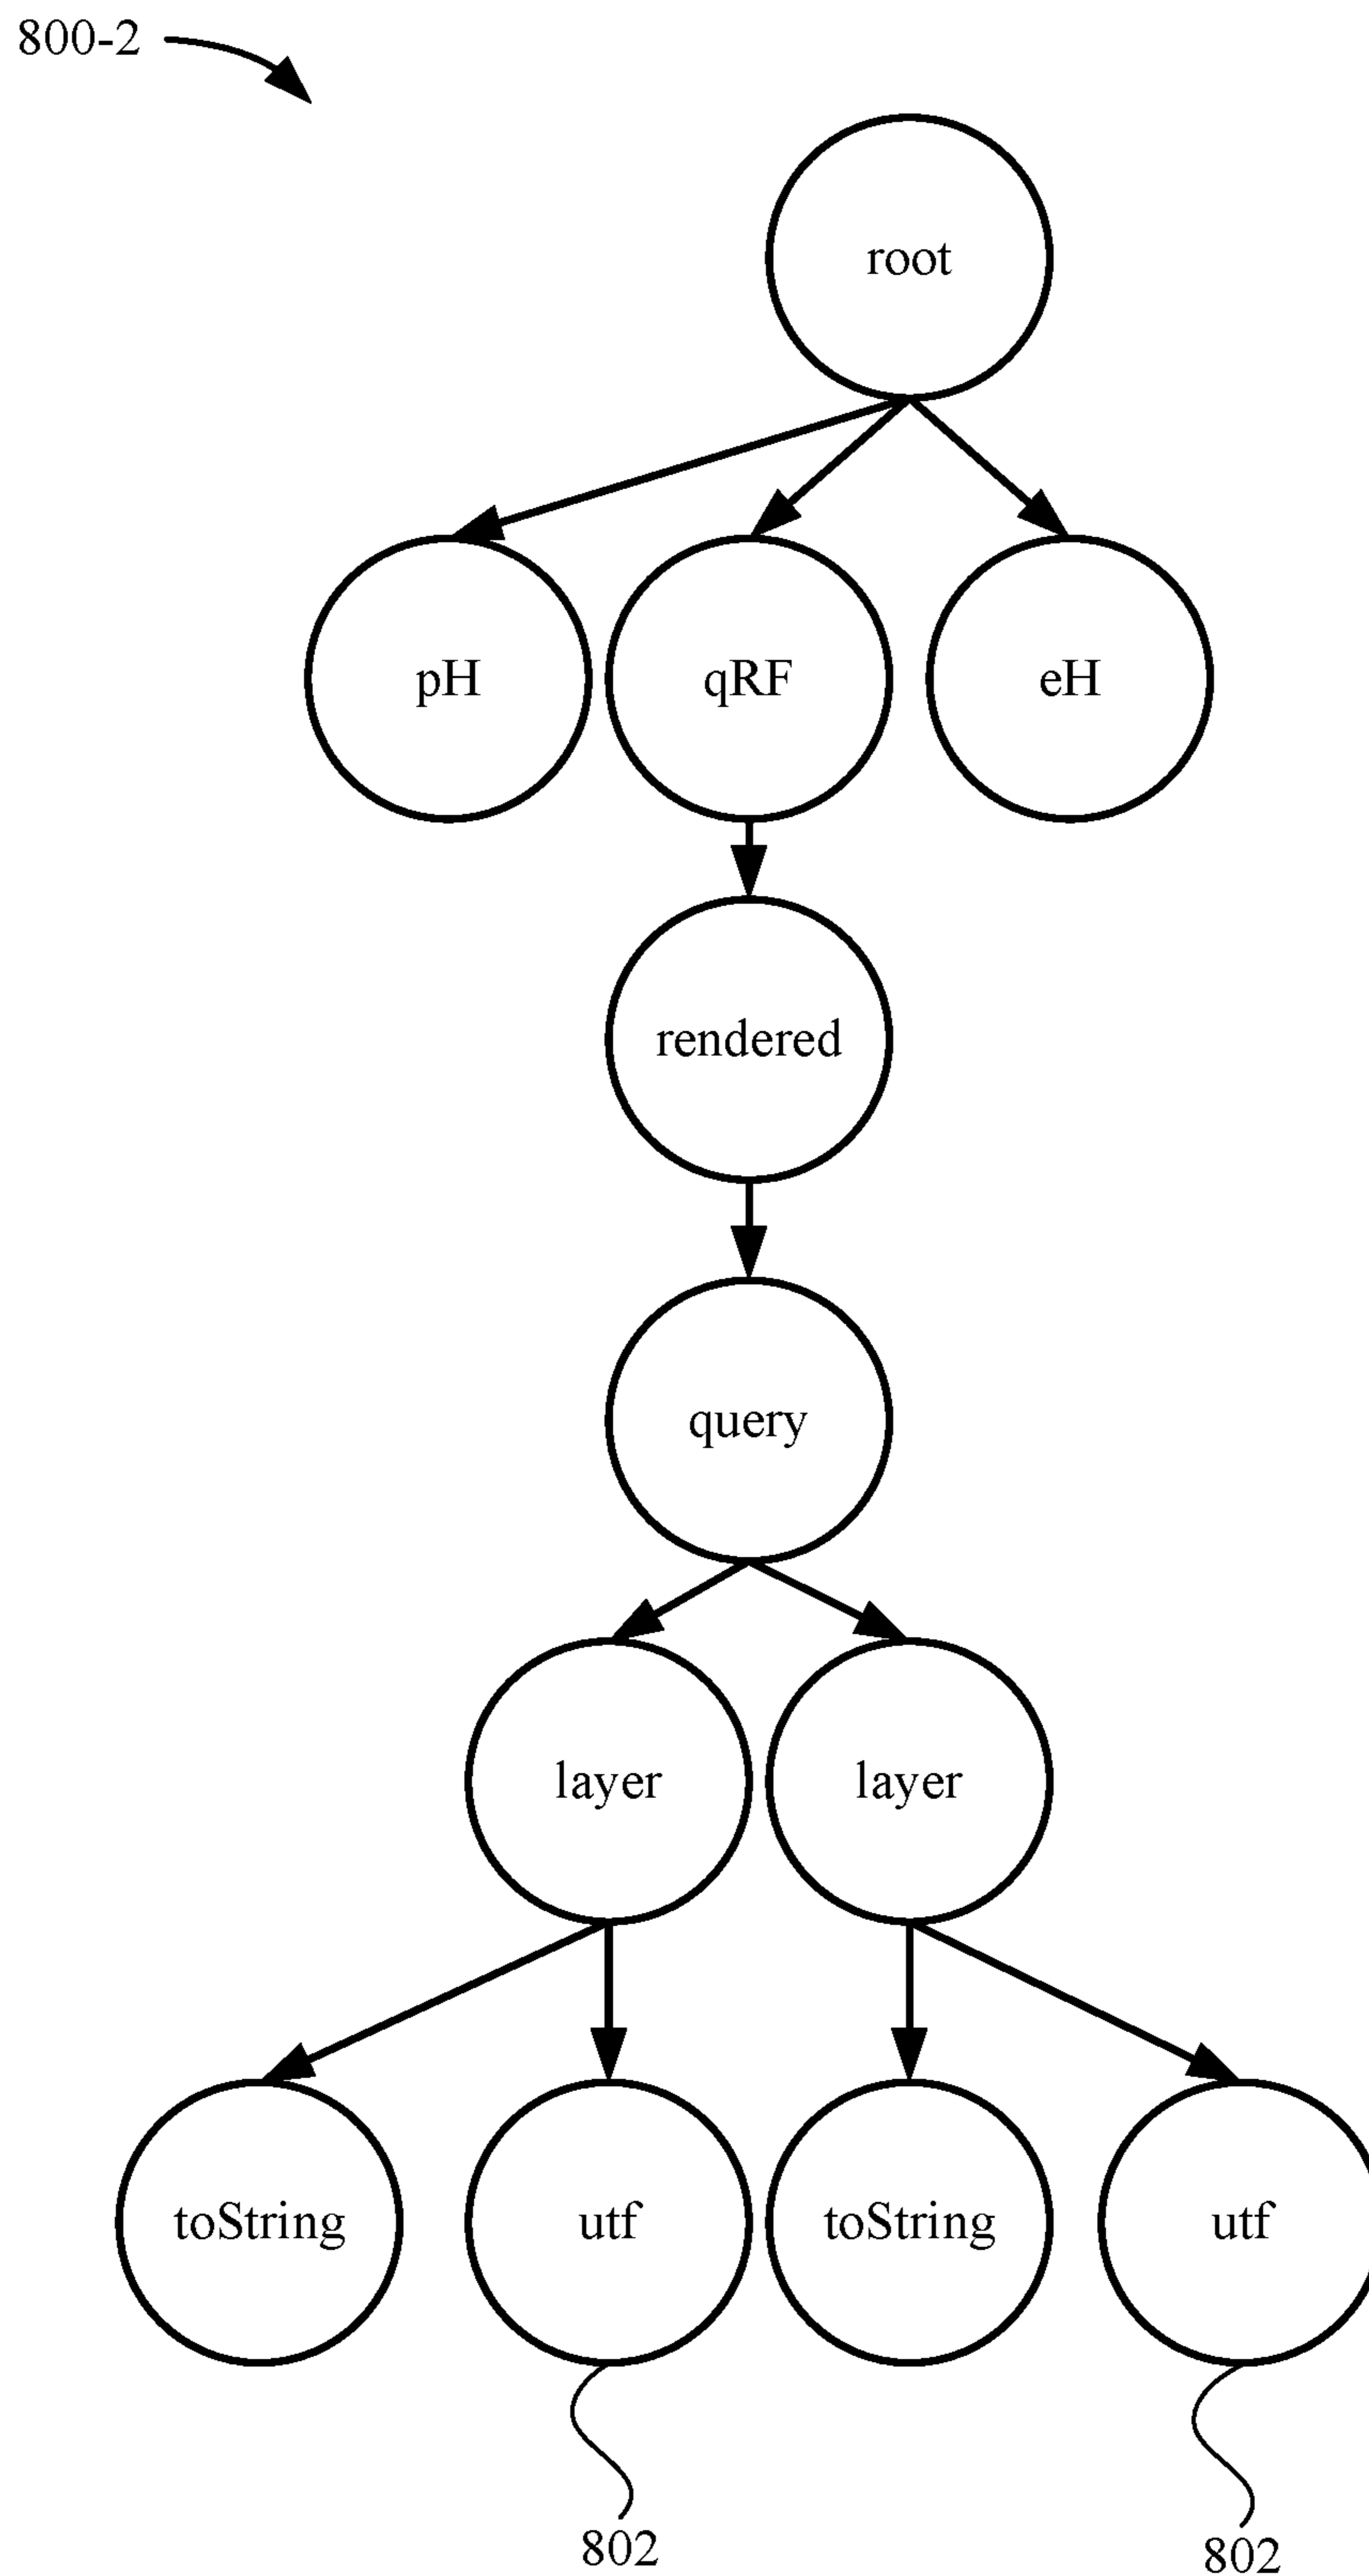 800-2
root
pH
qRF
eH
rendered
query
layer
layer
toString
utf
toString
utf
802
802